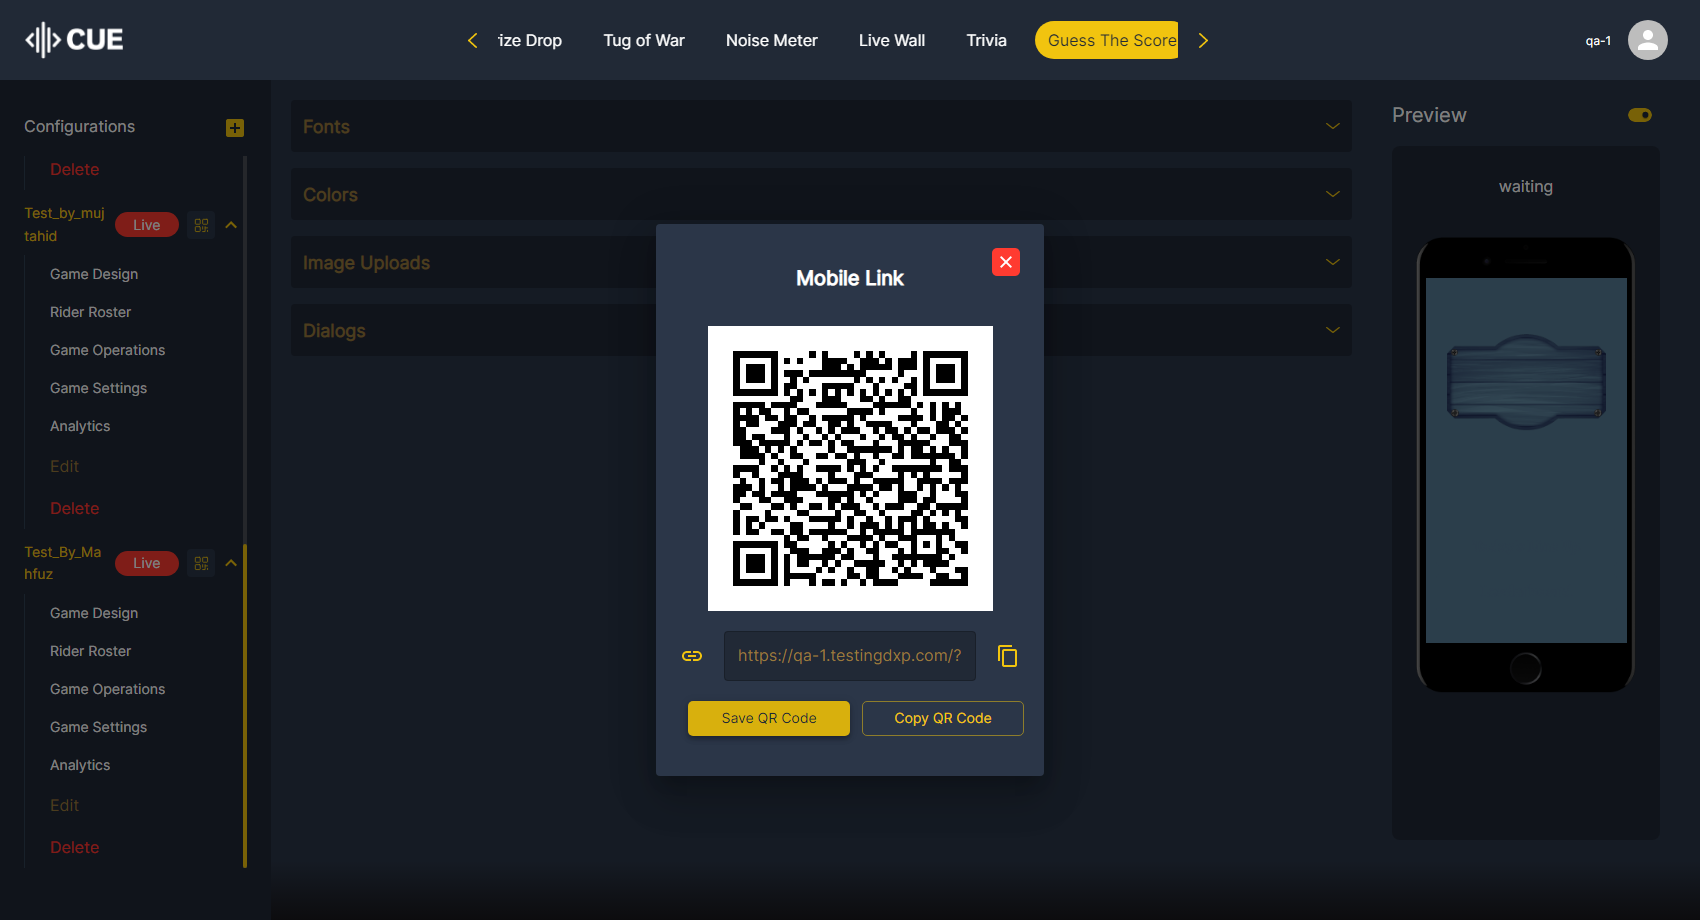 CUE
ize Drop
Tug of War
Noise Meter
Live Wall
Trivia
Guess The Score
qa-1
Configurations
Delete
Test_by_muj
tahid
Live
Game Design
Rider Roster
Game Operations
Game Settings
Analytics
Edit
Delete
Test_By_Ma
hfuz
Live
Game Design
Rider Roster
Game Operations
Game Settings
Analytics
Edit
Delete
Fonts
Colors
Image Uploads
Dialogs
Mobile Link
https://qa-1.testingdxp.com/?
Save QR Code
Copy QR Code
Preview
waiting